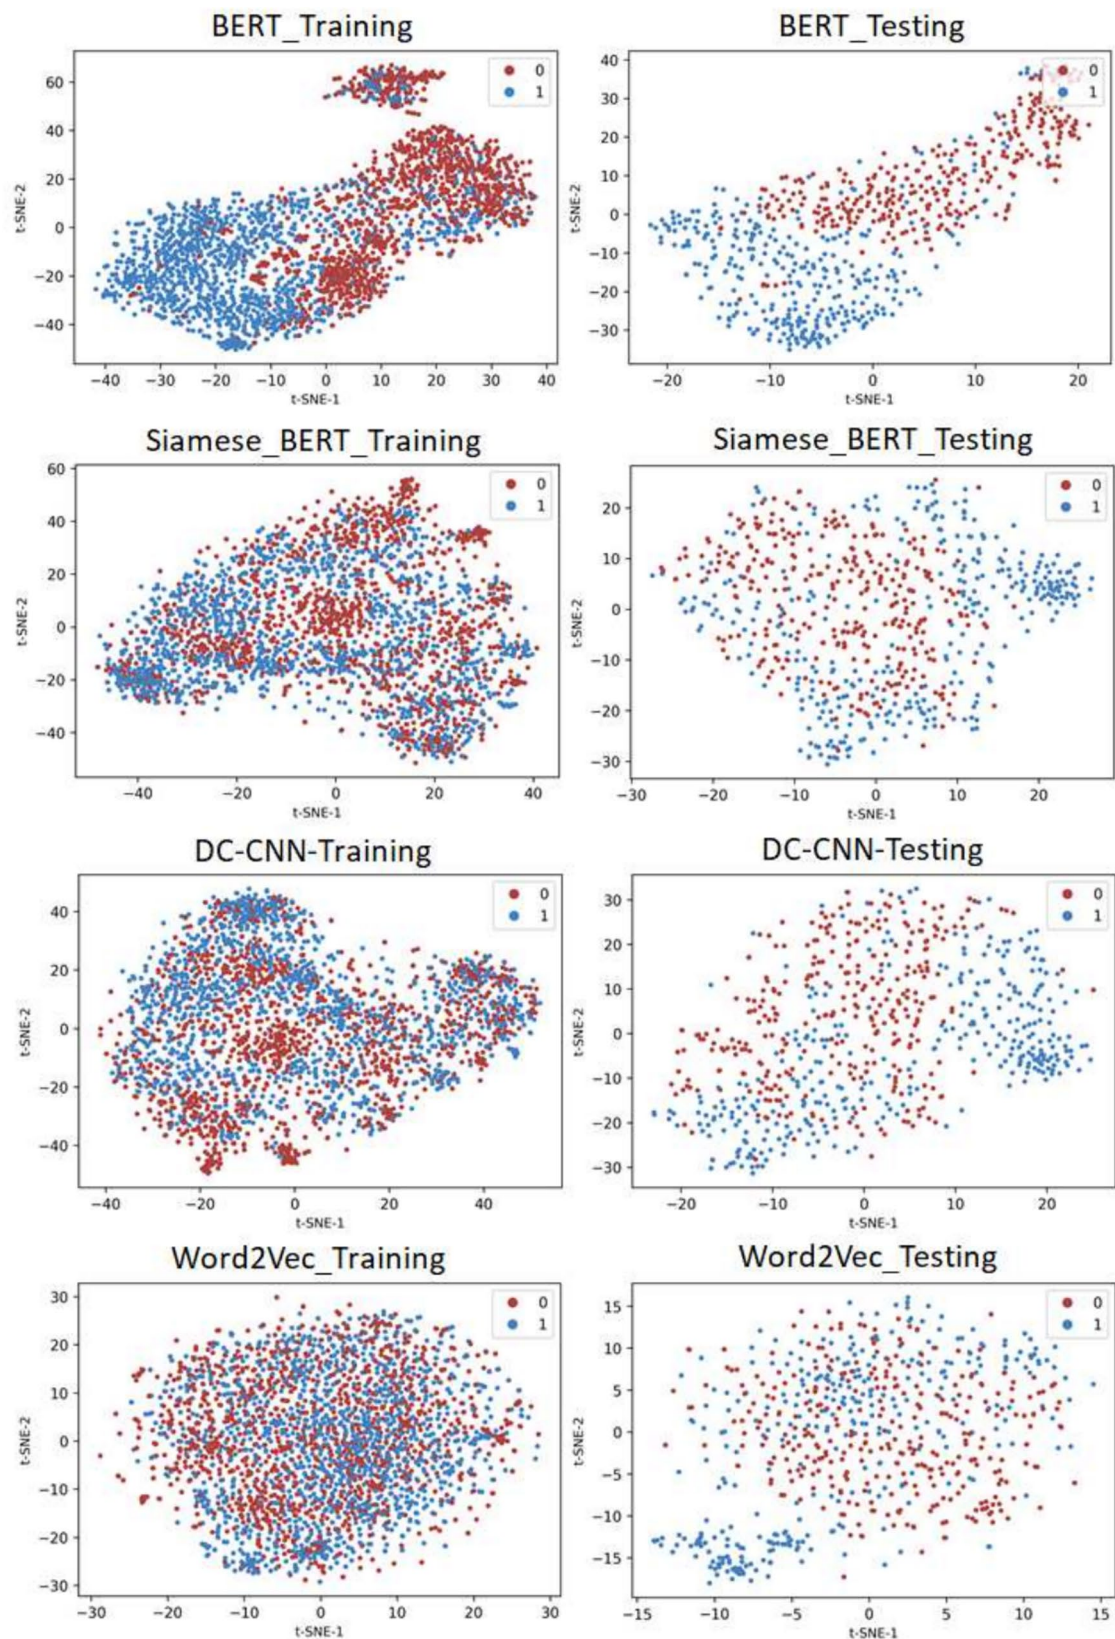 BERT_Training
0
1
60
40
20
0
−20
−40
t-SNE-2
−40 −30 −20 −10 0 10 20 30 40
t-SNE-1
BERT_Testing
0
1
40
30
20
10
0
−10
−20
−30
t-SNE-2
−20 −10 0 10 20
t-SNE-1
Siamese_BERT_Training
0
1
60
40
20
0
−20
−40
t-SNE-2
−40 −20 0 20 40
t-SNE-1
Siamese_BERT_Testing
0
1
20
10
0
−10
−20
−30
t-SNE-2
−30 −20 −10 0 10 20
t-SNE-1
DC-CNN-Training
0
1
40
20
0
−20
−40
t-SNE-2
−40 −20 0 20 40
t-SNE-1
DC-CNN-Testing
0
1
30
20
10
0
−10
−20
−30
t-SNE-2
−20 −10 0 10 20
t-SNE-1
Word2Vec_Training
0
1
30
20
10
0
−10
−20
−30
t-SNE-2
−30 −20 −10 0 10 20 30
t-SNE-1
Word2Vec_Testing
0
1
15
10
5
0
−5
−10
−15
t-SNE-2
−15 −10 −5 0 5 10 15
t-SNE-1